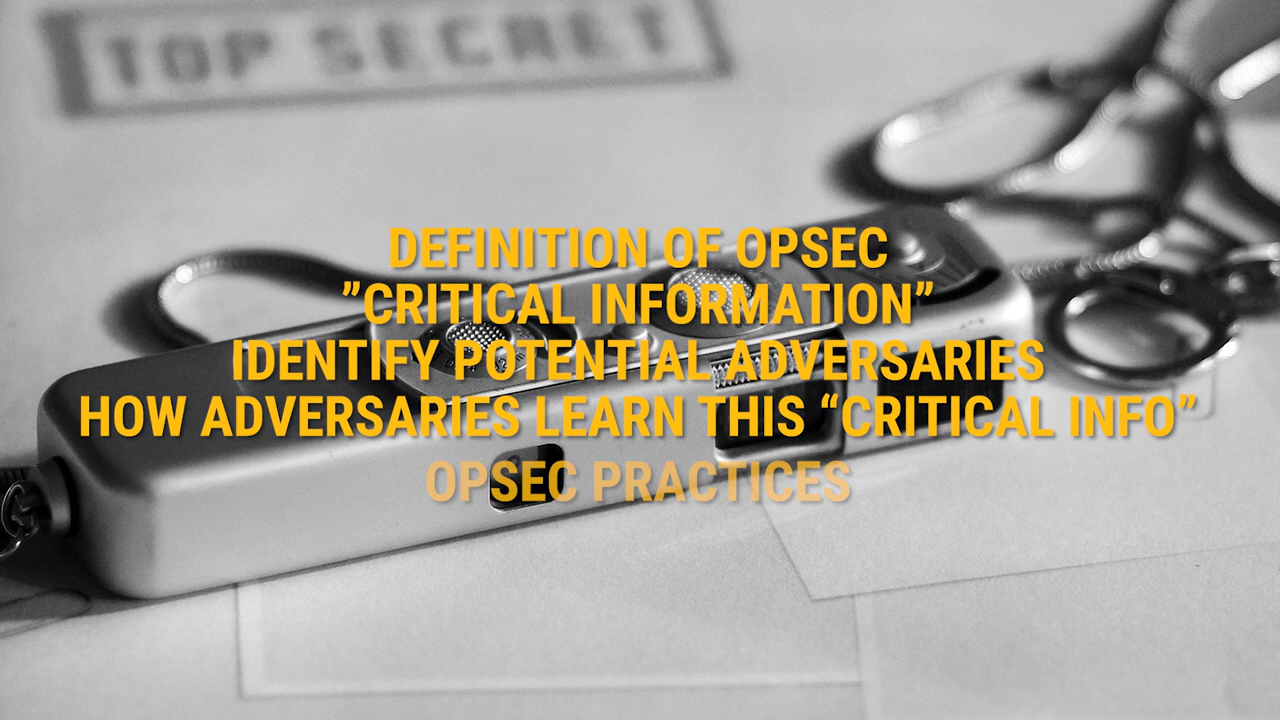 TOP SECRET
DEFINITION OF OPSEC
”CRITICAL INFORMATION”
IDENTIFY POTENTIAL ADVERSARIES
HOW ADVERSARIES LEARN THIS “CRITICAL INFO”
OPSEC PRACTICES